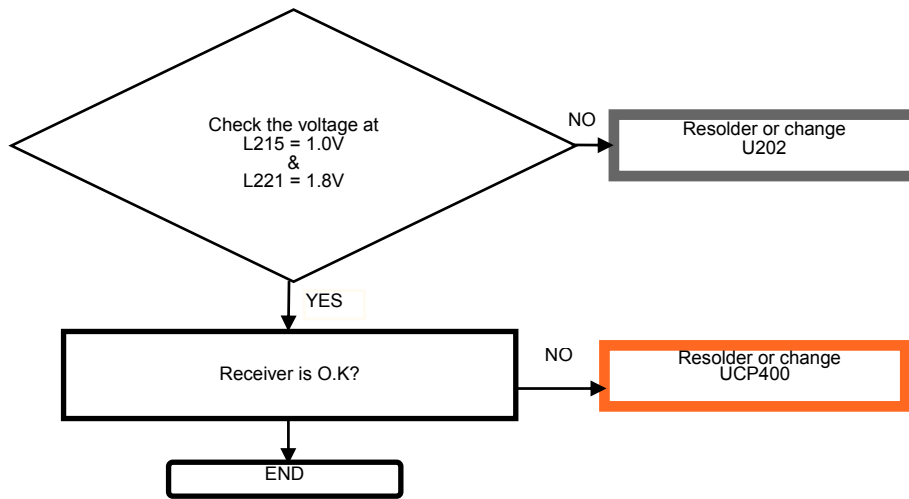 Check the voltage at
L215 = 1.0V
&
L221 = 1.8V
NO
Resolder or change
U202
YES
Receiver is O.K?
NO
Resolder or change
UCP400
END